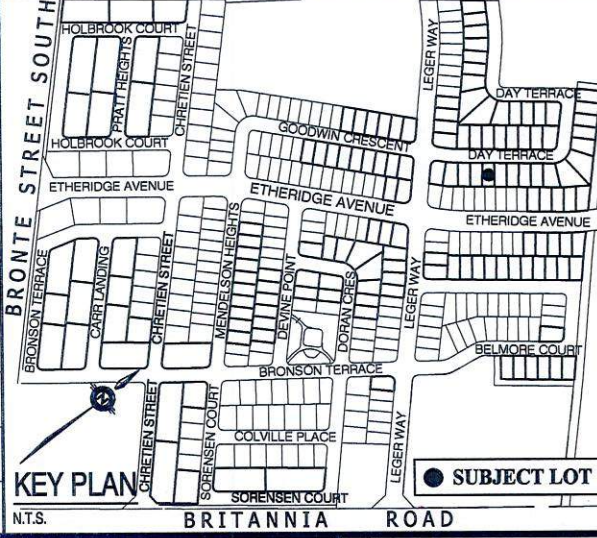 BRONTE STREET SOUTH
HOLBROOK COURT
PRATT HEIGHTS
CHRETIEN STREET
HOLBROOK COURT
ETHERIDGE AVENUE
GOODWIN CRESCENT
LEGER WAY
DAY TERRACE
DAY TERRACE
ETHERIDGE AVENUE
ETHERIDGE AVENUE
BRONSON TERRACE
CARR LANDING
CHRETIEN STREET
MENDELSON HEIGHTS
DEVINE POINT
DORAN CRES.
LEGER WAY
BELMORE COURT
BRONSON TERRACE
N
CHRETIEN STREET
SORENSEN COURT
COLVILLE PLACE
LEGER WAY
SORENSEN COURT
KEY PLAN
N.T.S.
SUBJECT LOT
BRITANNIA ROAD